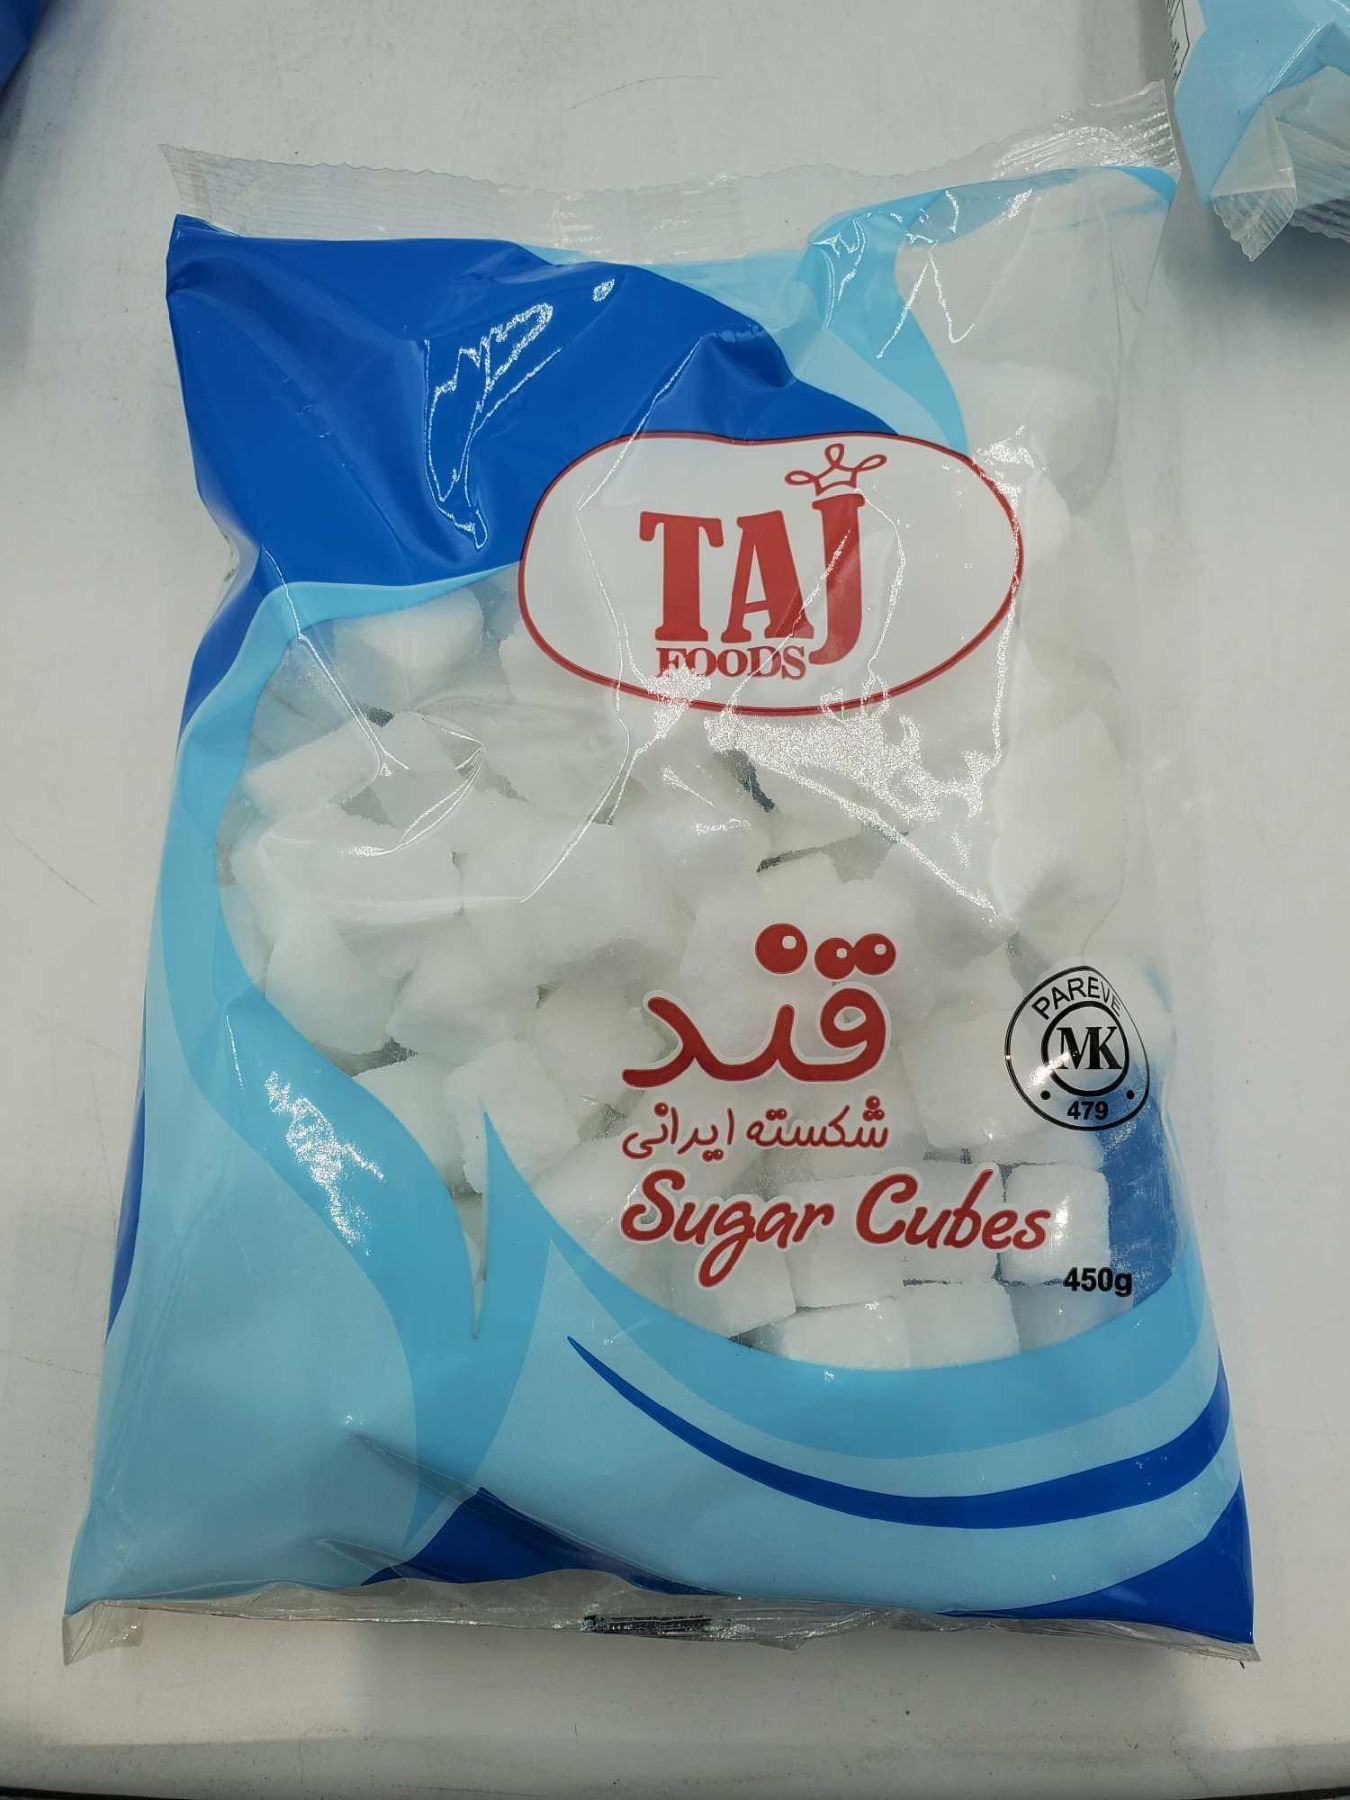 TAJ
FOODS
قند
شکسته ایرانی
Sugar Cubes
450g
PAREVE
MK
479